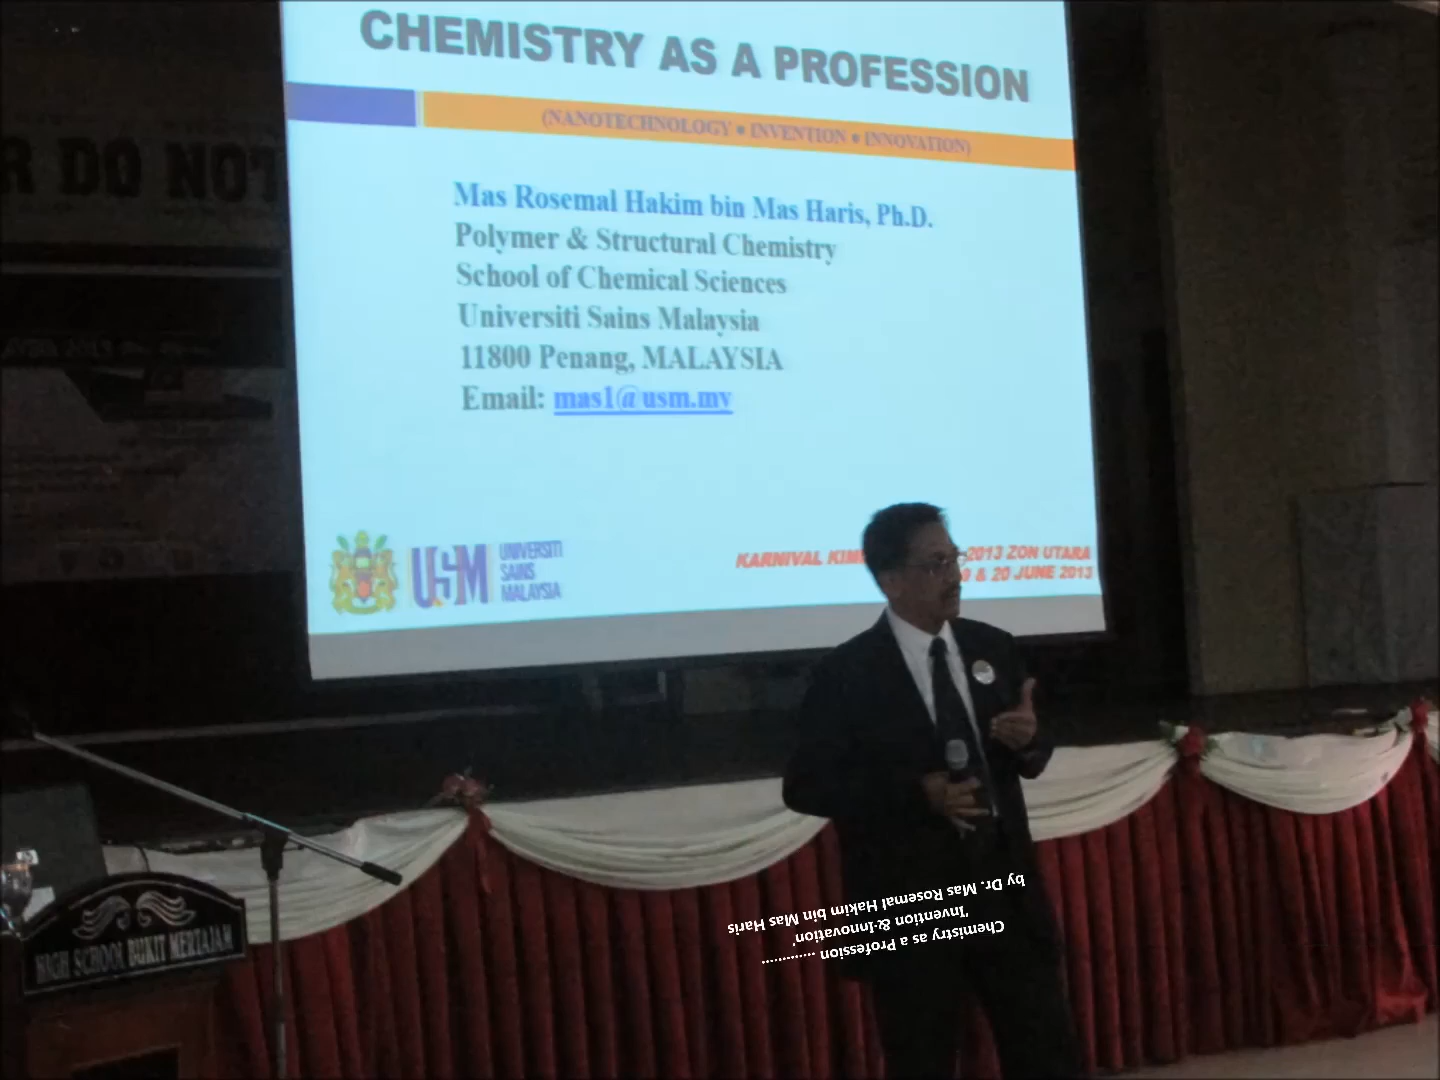 CHEMISTRY AS A PROFESSION
(NANOTECHNOLOGY • INVENTION • INNOVATION)
R DO NOT
Mas Rosemal Hakim bin Mas Haris, Ph.D.
Polymer & Structural Chemistry
School of Chemical Sciences
Universiti Sains Malaysia
11800 Penang, MALAYSIA
Email: mas1@usm.my
USM
UNIVERSITI
SAINS
MALAYSIA
KARNIVAL KIM 2013 ZON UTARA
& 20 JUNE 2013
HIGH SCHOOL BUKIT MERTAJAM
Chemistry as a Profession .............
'Invention &Innovation'
by Dr. Mas Rosemal Hakim bin Mas Haris